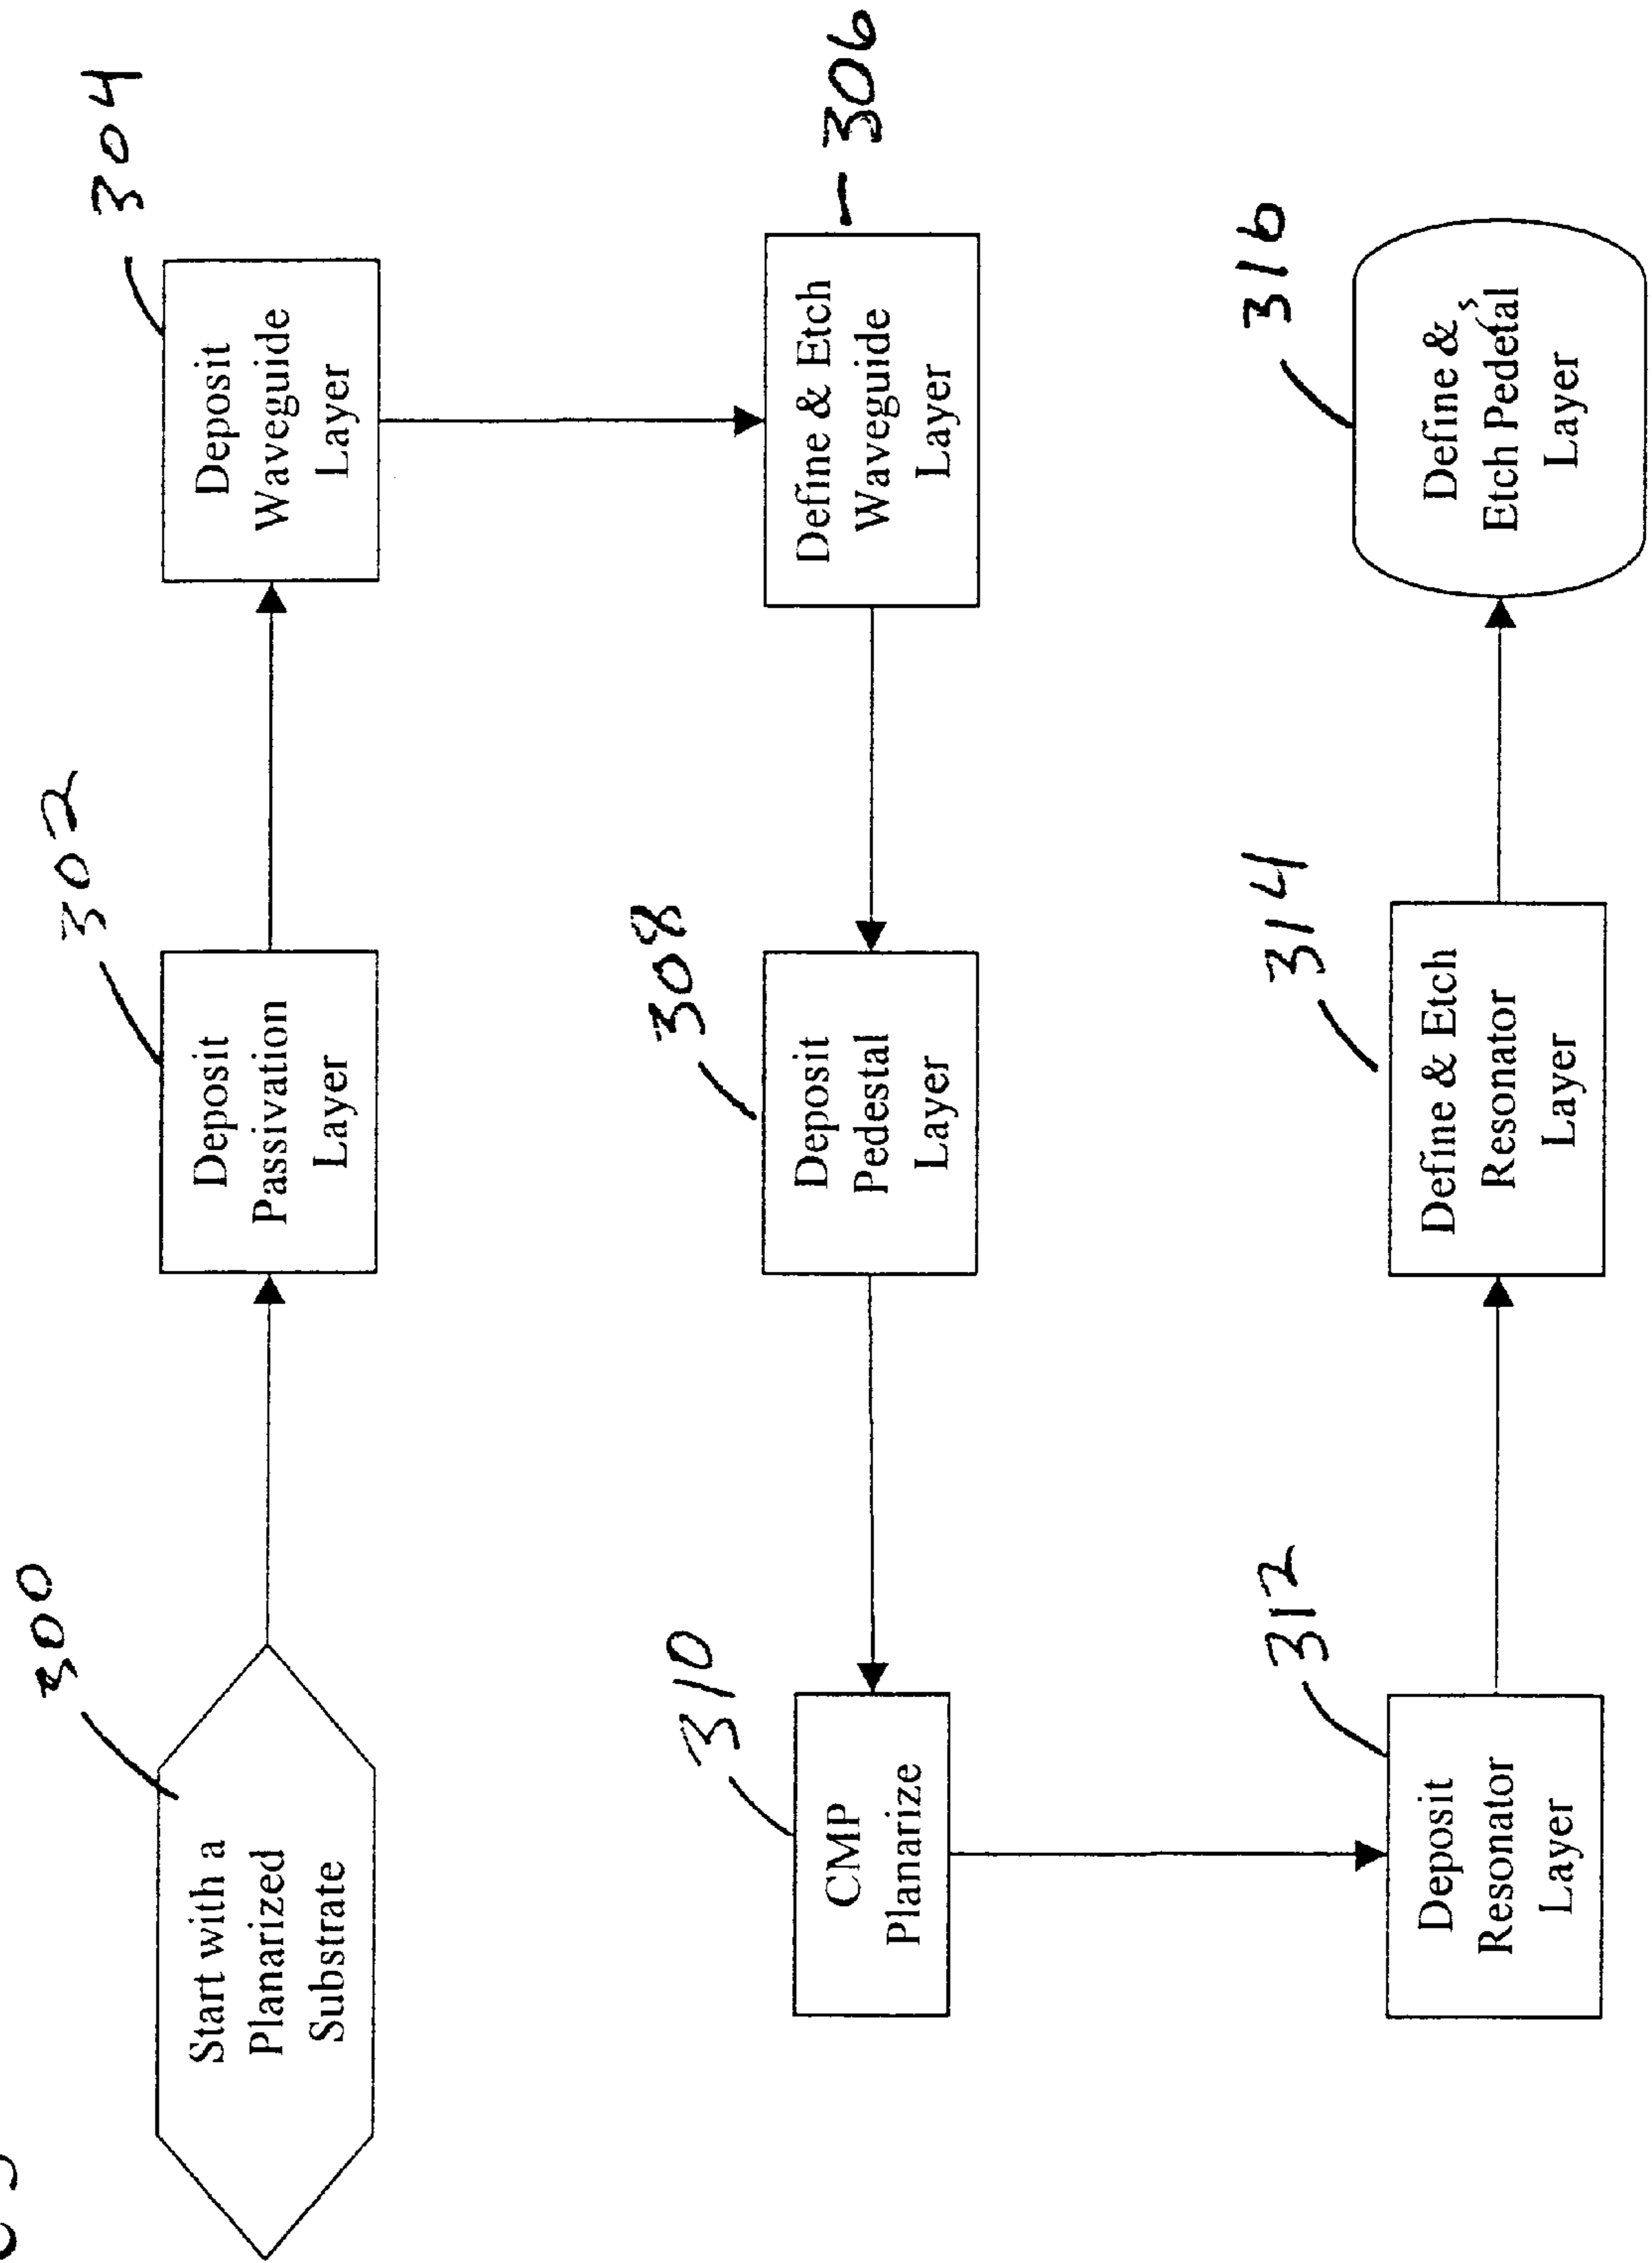 300
Start with a
Planarized
Substrate
302
Deposit
Passivation
Layer
304
Deposit
Waveguide
Layer
306
Define & Etch
Waveguide
Layer
308
Deposit
Pedestal
Layer
310
CMP
Planarize
312
Deposit
Resonator
Layer
314
Define & Etch
Resonator
Layer
316
Define &
s
Etch Pedetal
Layer